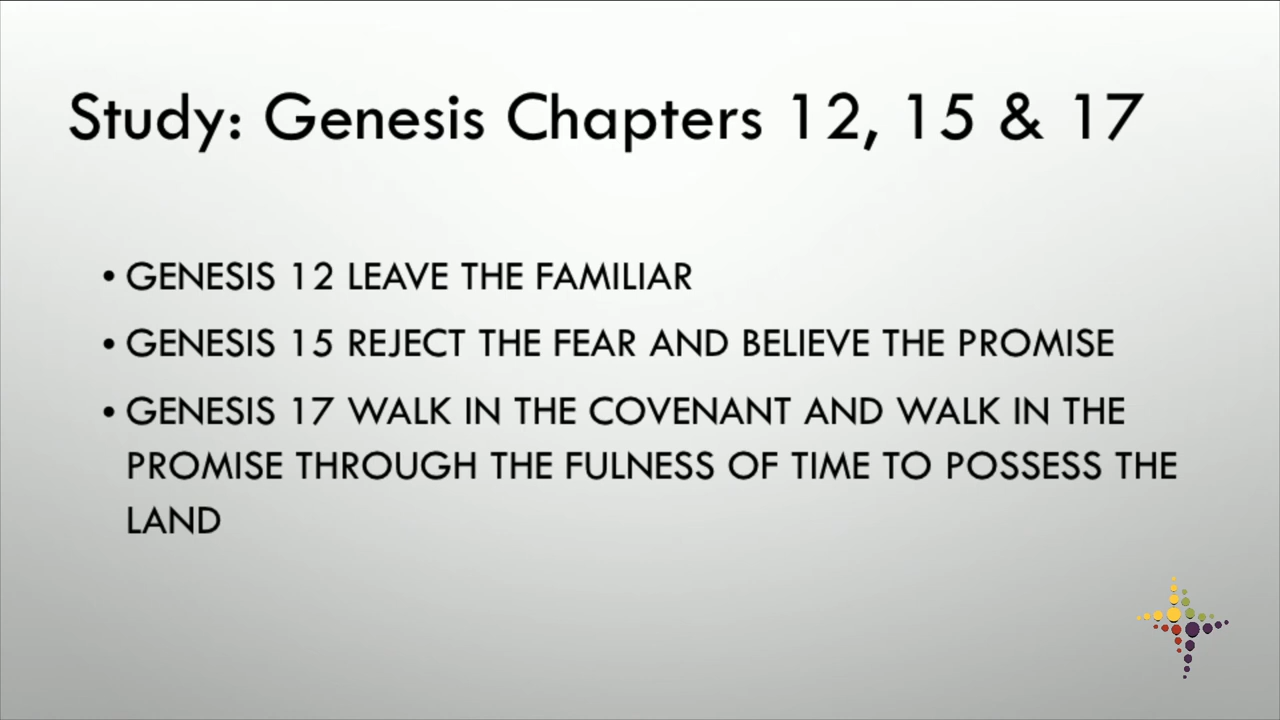 Study: Genesis Chapters 12, 15 & 17
• GENESIS 12 LEAVE THE FAMILIAR
• GENESIS 15 REJECT THE FEAR AND BELIEVE THE PROMISE
• GENESIS 17 WALK IN THE COVENANT AND WALK IN THE
PROMISE THROUGH THE FULNESS OF TIME TO POSSESS THE
LAND